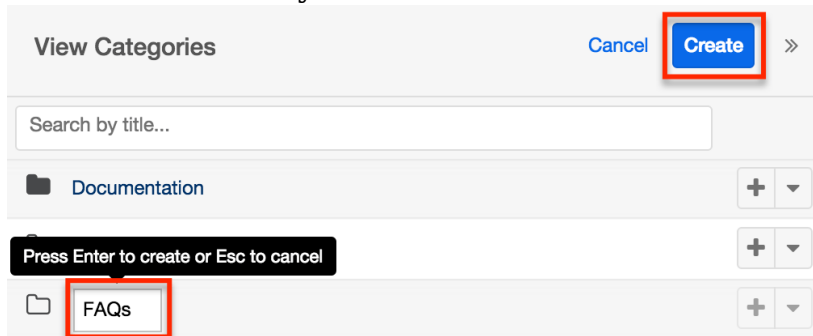 View Categories
Cancel
Create
Search by title...
Documentation
Press Enter to create or Esc to cancel
FAQs